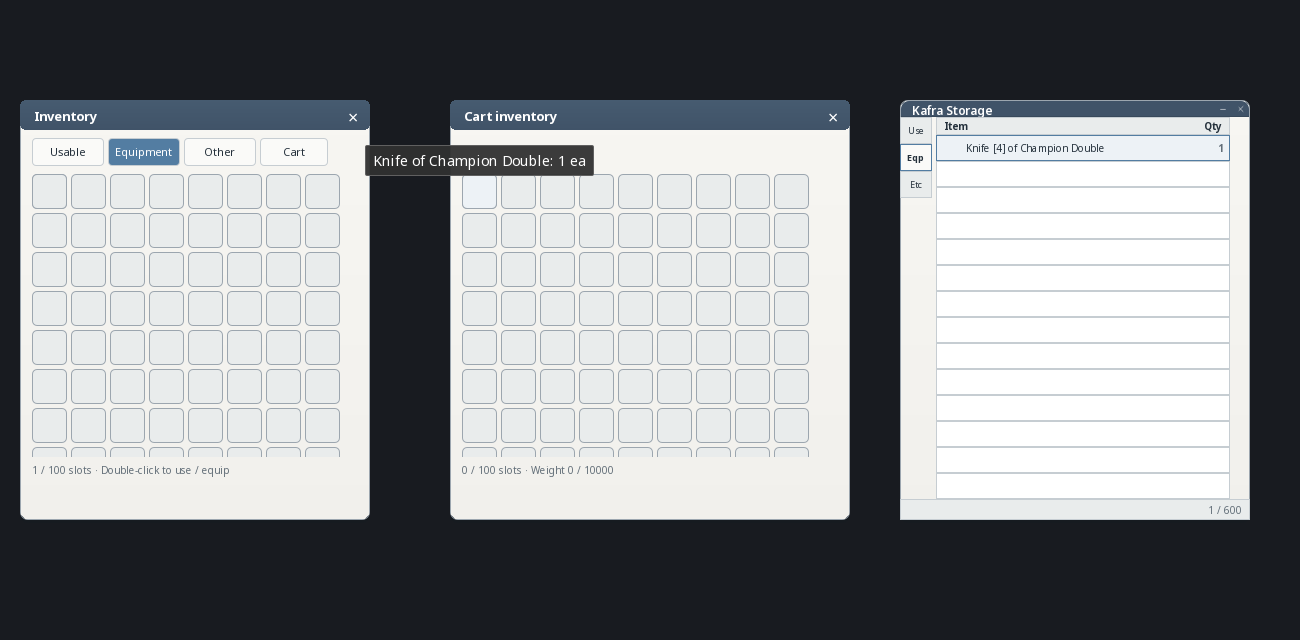 Inventory
×
Usable
Equipment
Other
Cart
1 / 100 slots · Double-click to use / equip
Cart inventory
×
Knife of Champion Double: 1 ea
0 / 100 slots · Weight 0 / 10000
Kafra Storage
– ×
Use
Eqp
Etc
Item Qty
Knife [4] of Champion Double 1
1 / 600